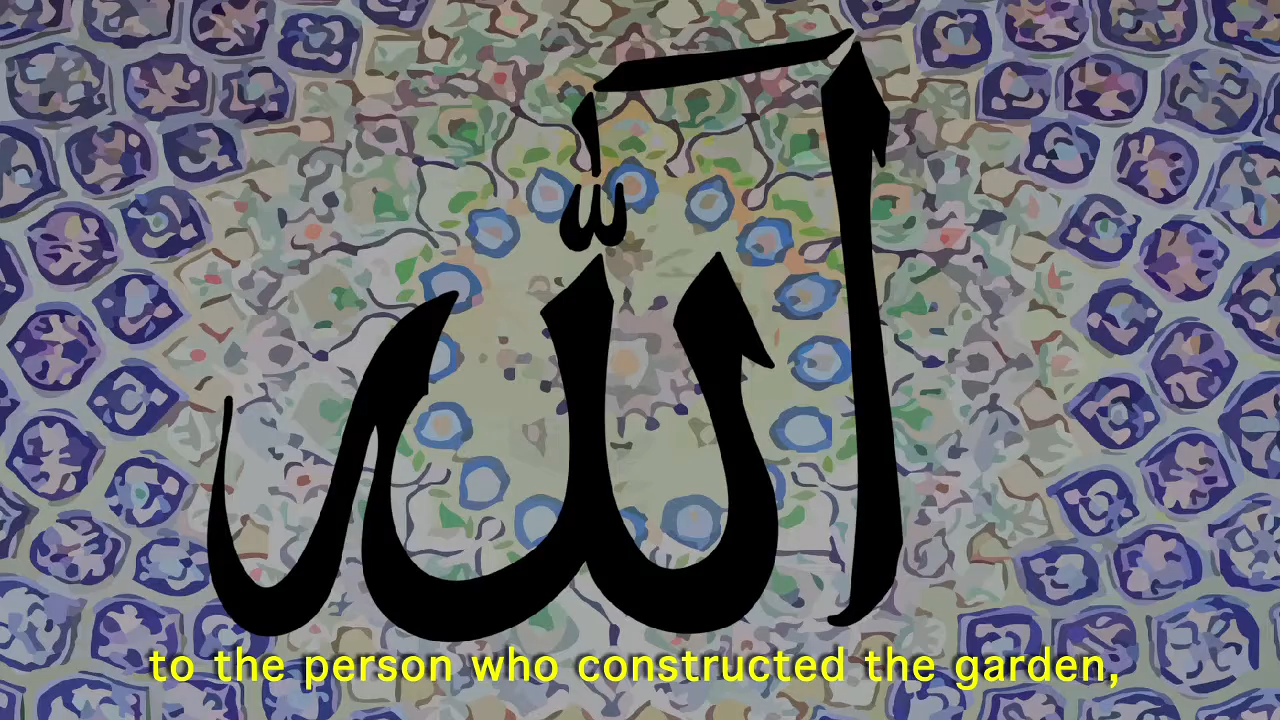 الله
to the person who constructed the garden,